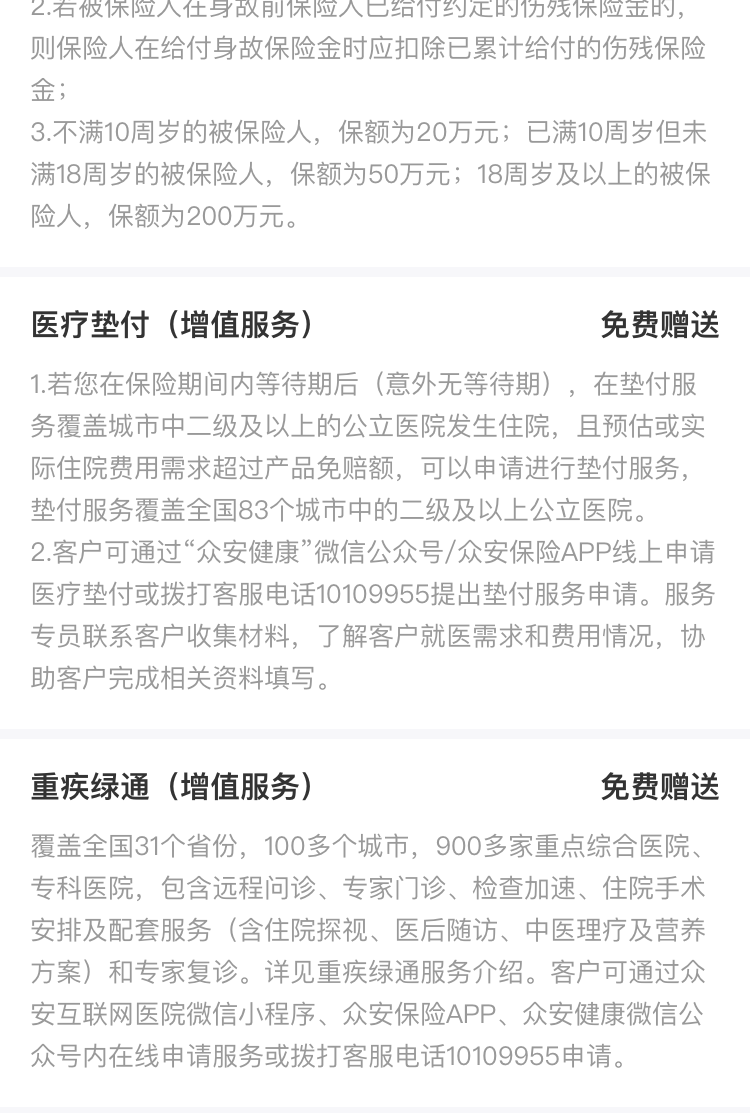 2.若被保险人在身故前保险人已给付约定的伤残保险金的，
则保险人在给付身故保险金时应扣除已累计给付的伤残保险
金；
3.不满10周岁的被保险人，保额为20万元；已满10周岁但未
满18周岁的被保险人，保额为50万元；18周岁及以上的被保
险人，保额为200万元。
医疗垫付（增值服务） 免费赠送
1.若您在保险期间内等待期后（意外无等待期），在垫付服
务覆盖城市中二级及以上的公立医院发生住院，且预估或实
际住院费用需求超过产品免赔额，可以申请进行垫付服务，
垫付服务覆盖全国83个城市中的二级及以上公立医院。
2.客户可通过“众安健康”微信公众号/众安保险APP线上申请
医疗垫付或拨打客服电话10109955提出垫付服务申请。服务
专员联系客户收集材料，了解客户就医需求和费用情况，协
助客户完成相关资料填写。
重疾绿通（增值服务） 免费赠送
覆盖全国31个省份，100多个城市，900多家重点综合医院、
专科医院，包含远程问诊、专家门诊、检查加速、住院手术
安排及配套服务（含住院探视、医后随访、中医理疗及营养
方案）和专家复诊。详见重疾绿通服务介绍。客户可通过众
安互联网医院微信小程序、众安保险APP、众安健康微信公
众号内在线申请服务或拨打客服电话10109955申请。